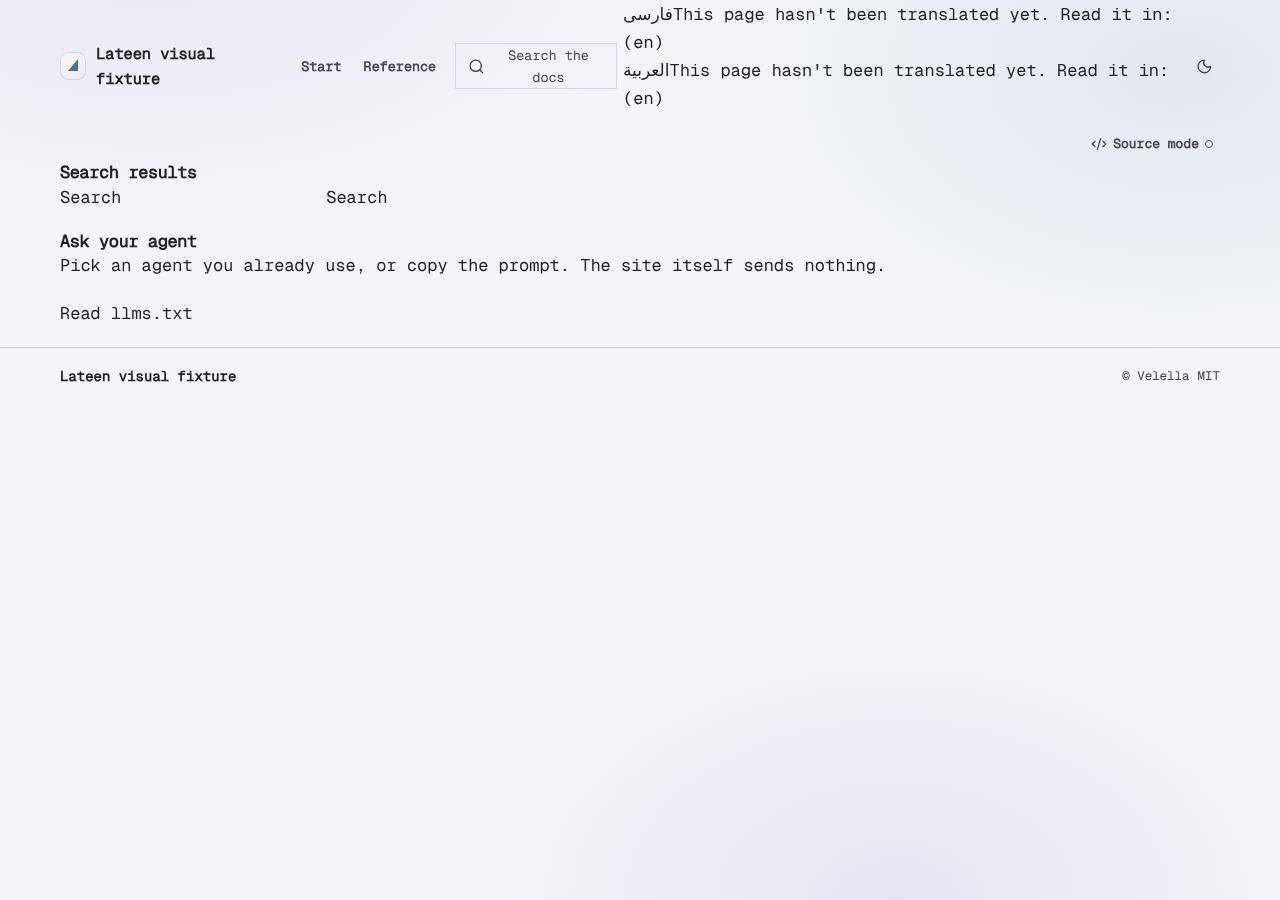 Lateen visual
fixture
Start
Reference
Search the
docs
فارسیThis page hasn't been translated yet. Read it in:
(en)
العربيةThis page hasn't been translated yet. Read it in:
(en)
Source mode
Search results
Search
Search
Ask your agent
Pick an agent you already use, or copy the prompt. The site itself sends nothing.
Read llms.txt
Lateen visual fixture
© Velella MIT